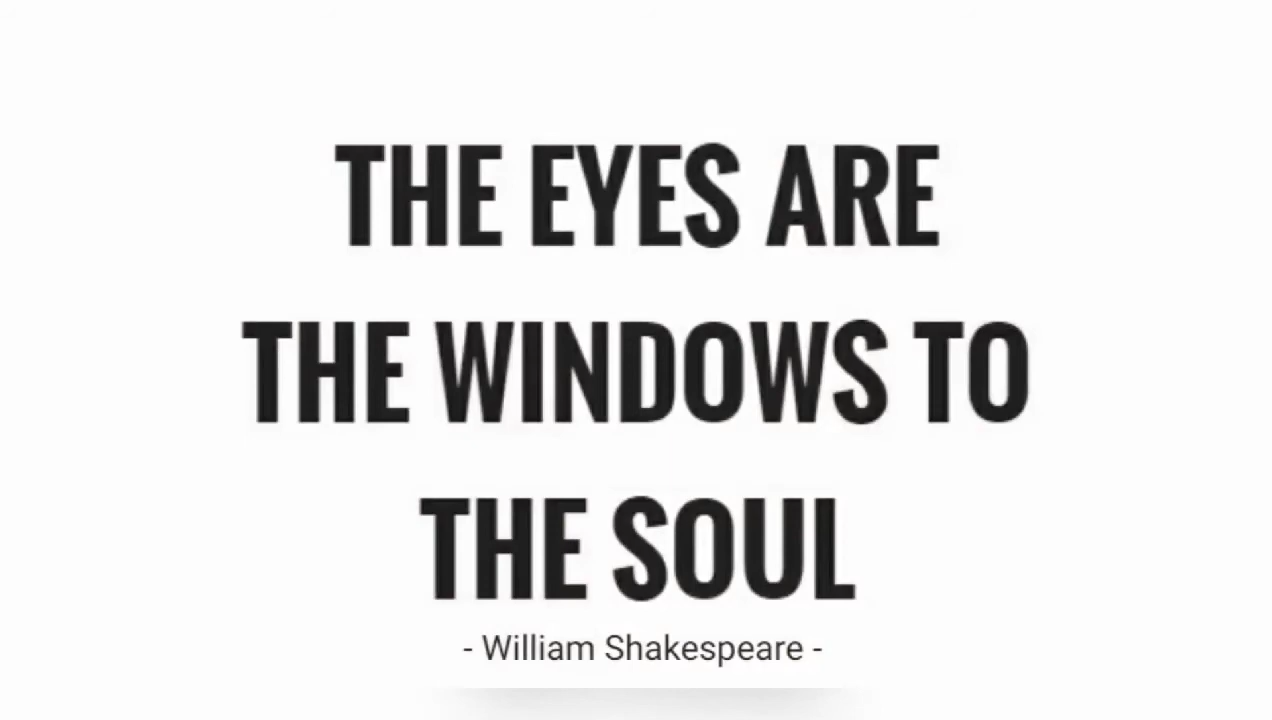 THE EYES ARE
THE WINDOWS TO
THE SOUL
- William Shakespeare -